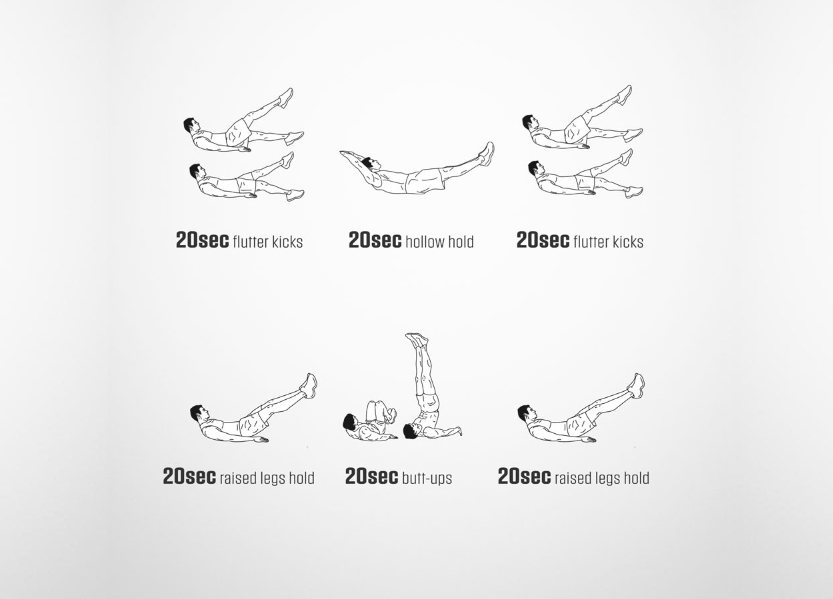 20sec flutter kicks
20sec hollow hold
20sec flutter kicks
20sec raised legs hold
20sec butt-ups
20sec raised legs hold